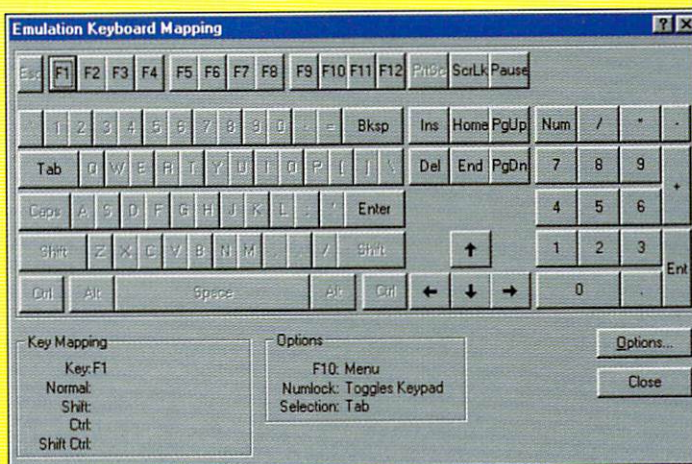 Emulation Keyboard Mapping ? X
Esc F1 F2 F3 F4 F5 F6 F7 F8 F9 F10 F11 F12 PrtSc ScrLk Pause
1 2 3 4 5 6 7 8 9 0 - = Bksp Ins Home PgUp Num / * -
Tab Q W E R T Y U I O P [ ] \ Del End PgDn 7 8 9 +
Caps A S D F G H J K L ; ' Enter 4 5 6
Shift Z X C V B N M , . / Shift ↑ 1 2 3 Ent
Ctrl Alt Space Alt Ctrl ← ↓ → 0 .
Key Mapping
Key: F1
Normal:
Shift:
Ctrl:
Shift Ctrl:
Options
F10: Menu
Numlock: Toggles Keypad
Selection: Tab
Options...
Close